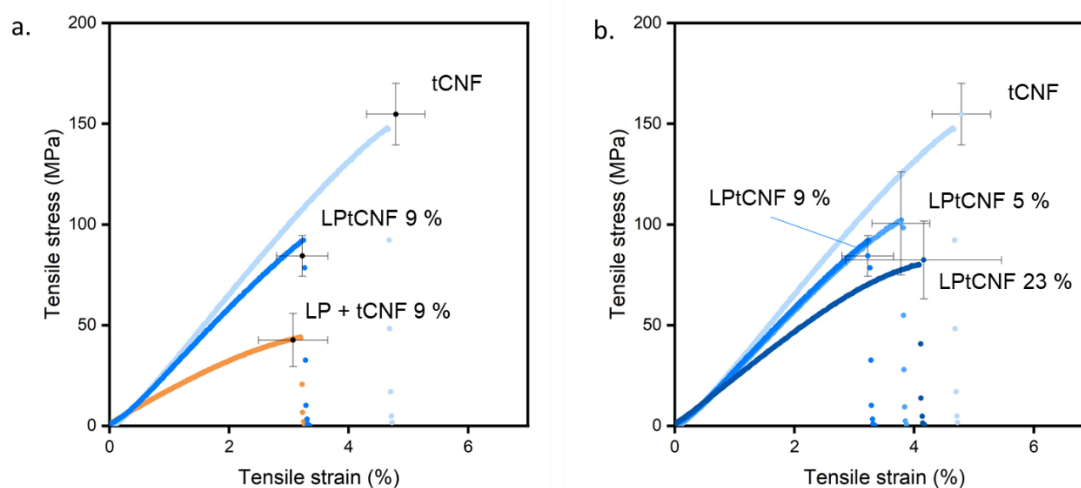 a.
200
150
100
50
0
Tensile stress (MPa)
tCNF
LPtCNF 9 %
LP + tCNF 9 %
0 2 4 6
Tensile strain (%)
b.
200
150
100
50
0
Tensile stress (MPa)
tCNF
LPtCNF 9 %
LPtCNF 5 %
LPtCNF 23 %
0 2 4 6
Tensile strain (%)